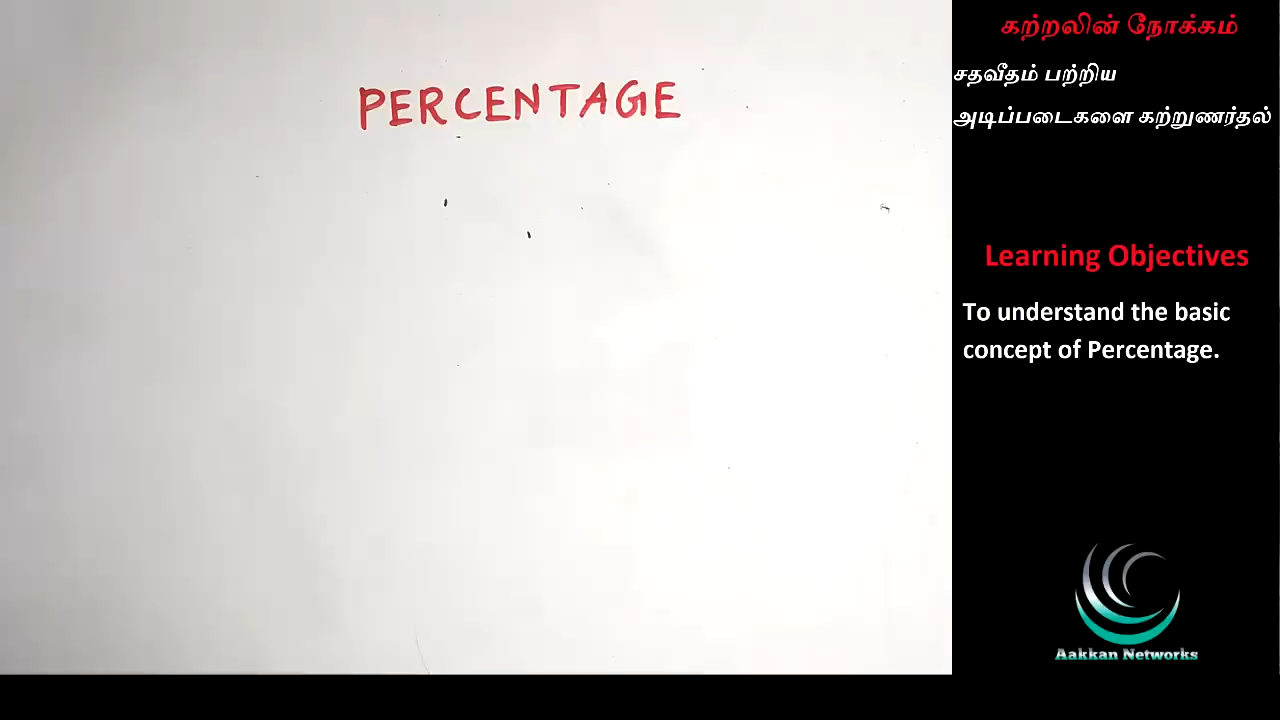 PERCENTAGE
கற்றலின் நோக்கம்
சதவீதம் பற்றிய
அடிப்படைகளை கற்றுணர்தல்
Learning Objectives
To understand the basic
concept of Percentage.
Aakkan Networks